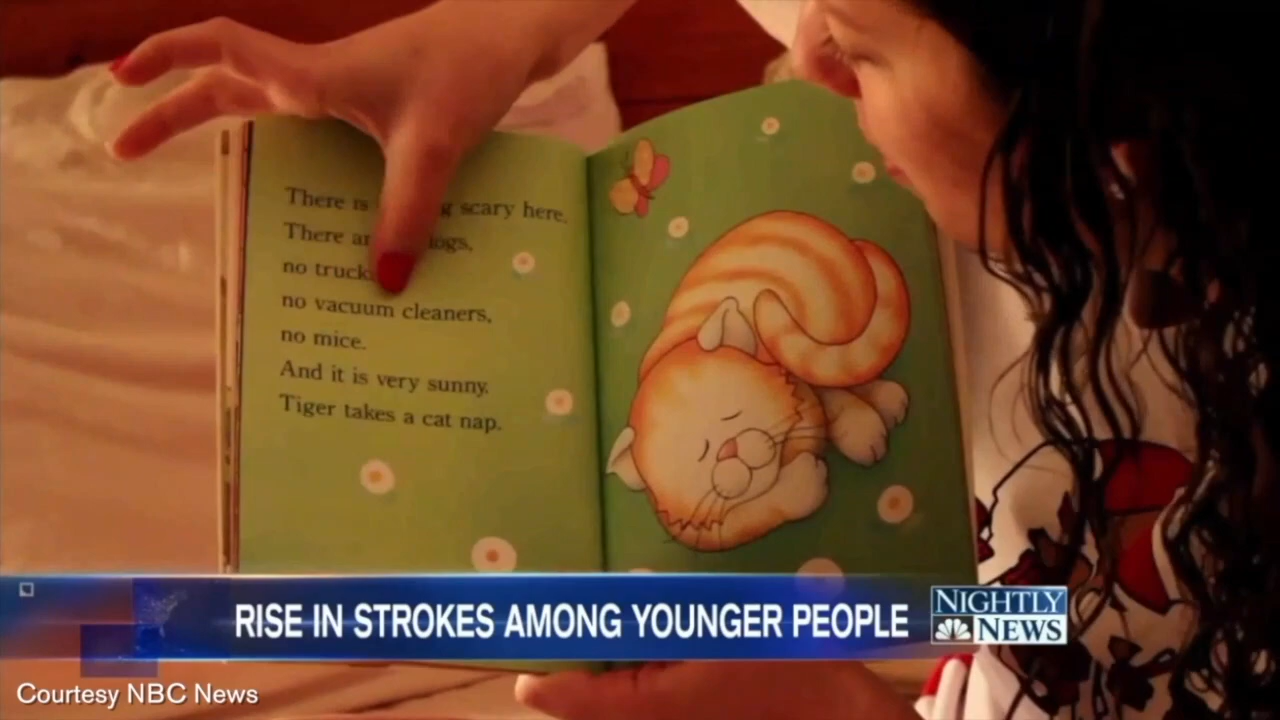 There is g scary here.
There ar ogs,
no truck
no vacuum cleaners,
no mice.
And it is very sunny.
Tiger takes a cat nap.
RISE IN STROKES AMONG YOUNGER PEOPLE
NIGHTLY
NEWS
Courtesy NBC News